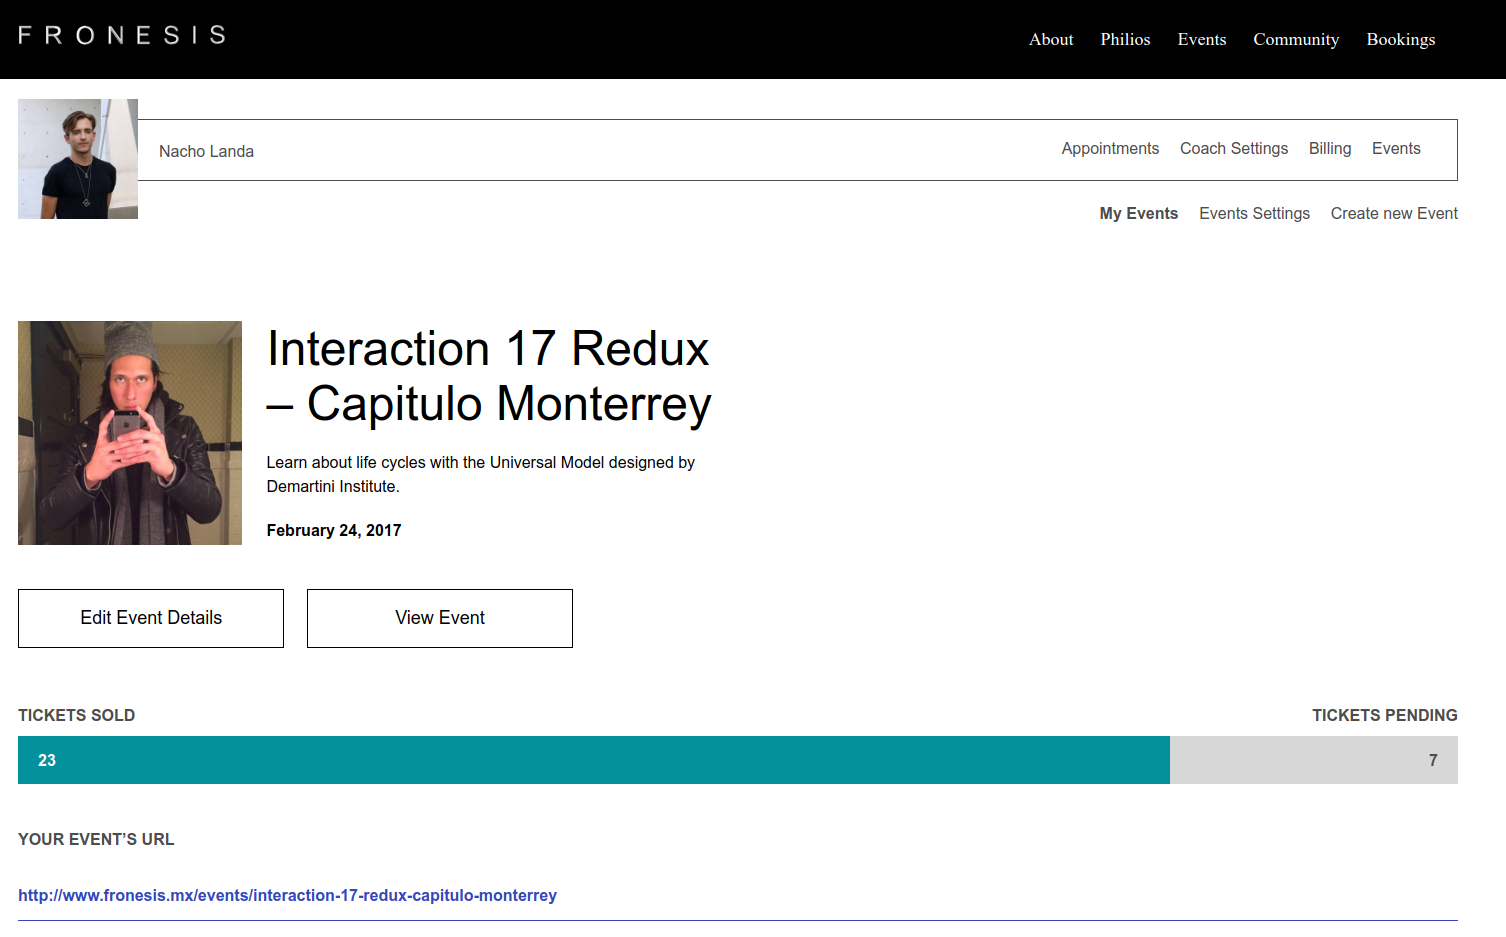 FRONESIS
About Philios Events Community Bookings
Nacho Landa
Appointments Coach Settings Billing Events
My Events Events Settings Create new Event
Interaction 17 Redux
– Capitulo Monterrey
Learn about life cycles with the Universal Model designed by
Demartini Institute.
February 24, 2017
Edit Event Details View Event
TICKETS SOLD TICKETS PENDING
23 7
YOUR EVENT’S URL
http://www.fronesis.mx/events/interaction-17-redux-capitulo-monterrey